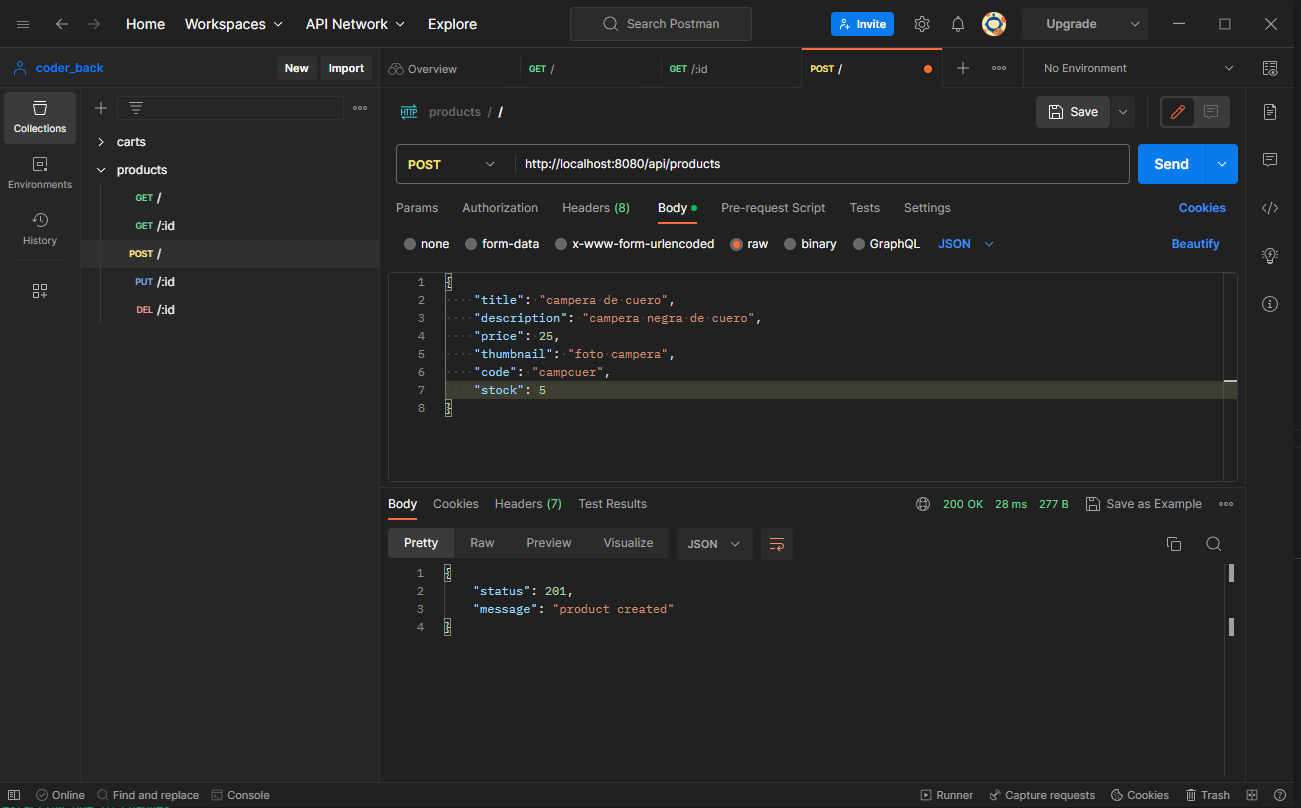 Home Workspaces API Network Explore Search Postman Invite Upgrade
coder_back New Import Overview GET / GET /:id POST / No Environment
Collections
Environments
History
carts
products
GET /
GET /:id
POST /
PUT /:id
DEL /:id
HTTP products / / Save
POST http://localhost:8080/api/products Send
Params Authorization Headers (8) Body Pre-request Script Tests Settings Cookies
none form-data x-www-form-urlencoded raw binary GraphQL JSON Beautify
1 {
2 "title": "campera de cuero",
3 "description": "campera negra de cuero",
4 "price": 25,
5 "thumbnail": "foto campera",
6 "code": "campcuer",
7 "stock": 5
8 }
Body Cookies Headers (7) Test Results 200 OK 28 ms 277 B Save as Example
Pretty Raw Preview Visualize JSON
1 {
2 "status": 201,
3 "message": "product created"
4 }
Online Find and replace Console Runner Capture requests Cookies Trash